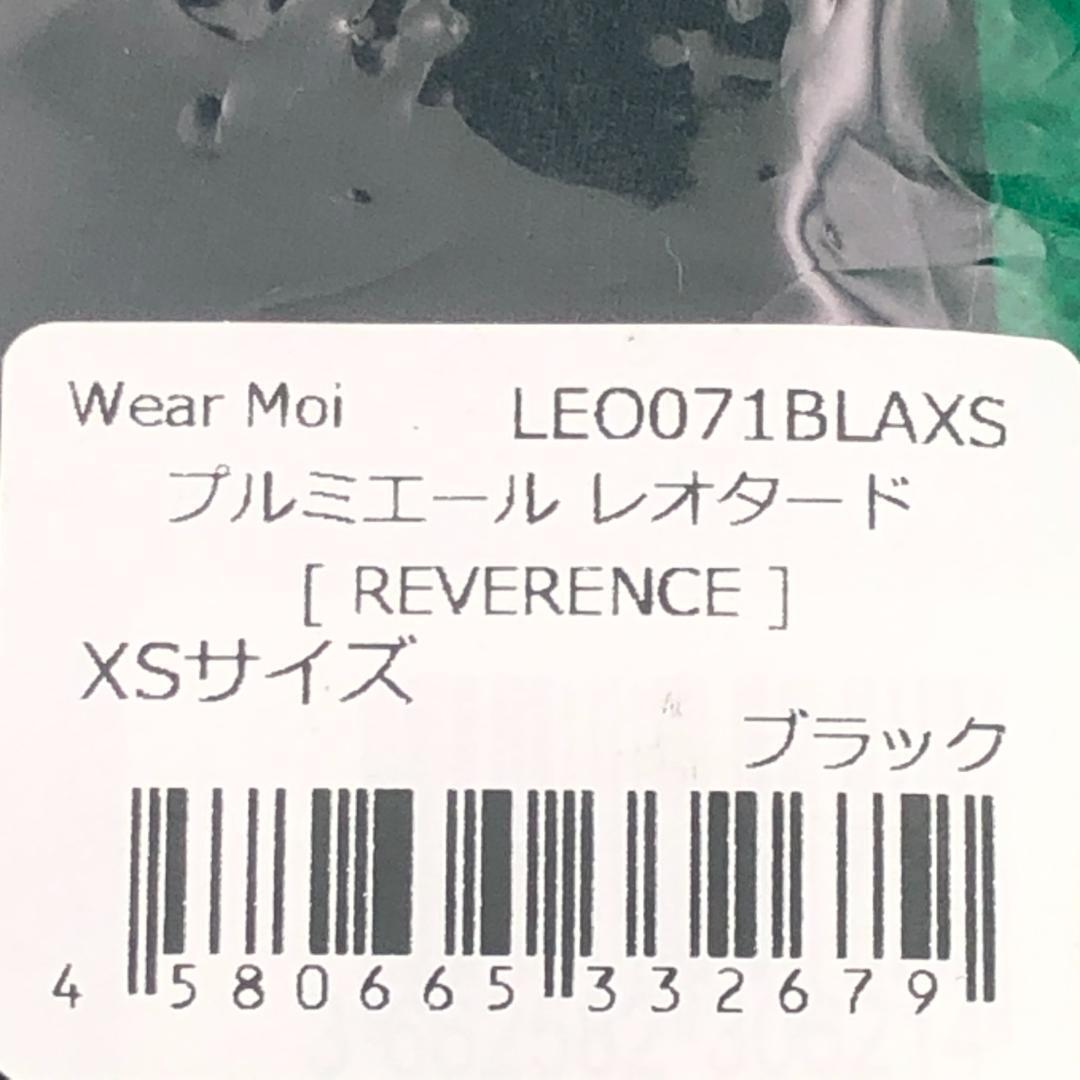 Wear Moi LEO071BLAXS
プルミエール レオタード
[ REVERENCE ]
XSサイズ
ブラック
4 580665 332679